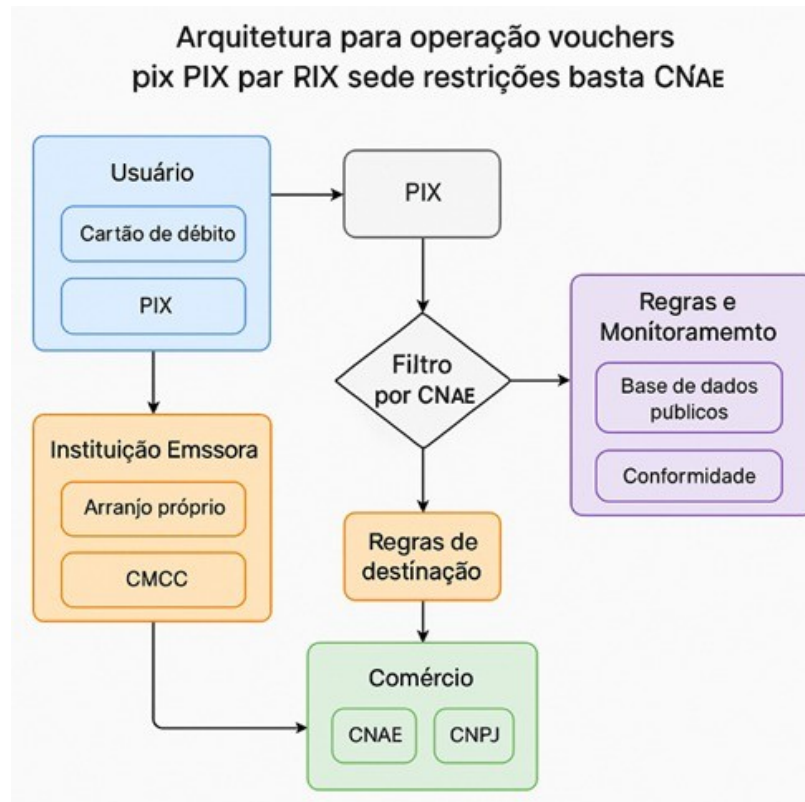 Arquitetura para operação vouchers
pix PIX par RIX sede restrições basta CŃAE
Usuário
Cartão de débito
PIX
PIX
Filtro
por CNAE
Regras e
Monitoramemto
Base de dados
publicos
Conformidade
Instituição Emssora
Arranjo próprio
CMCC
Regras de
destinação
Comércio
CNAE
CNPJ